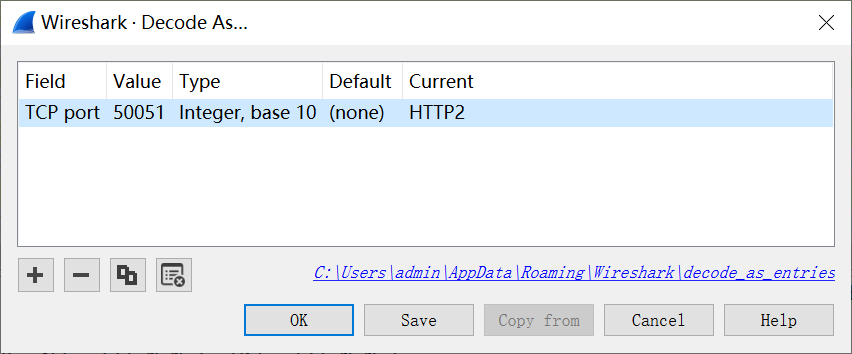 Wireshark · Decode As...
Field Value Type Default Current
TCP port 50051 Integer, base 10 (none) HTTP2
C:\Users\admin\AppData\Roaming\Wireshark\decode_as_entries
OK Save Copy from Cancel Help